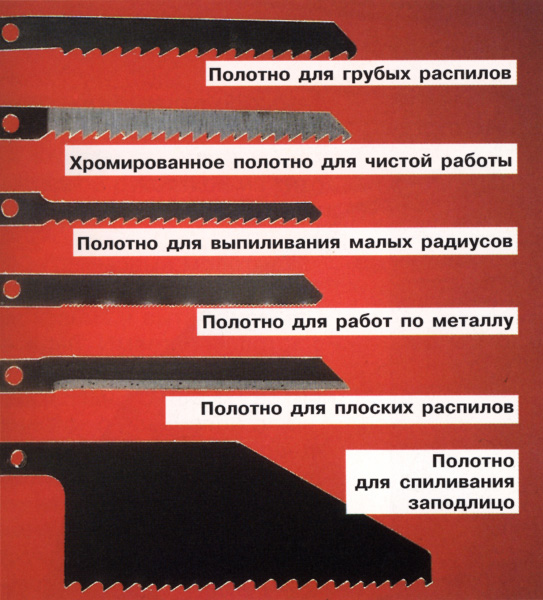 Полотно для грубых распилов
Хромированное полотно для чистой работы
Полотно для выпиливания малых радиусов
Полотно для работ по металлу
Полотно для плоских распилов
Полотно
для спиливания
заподлицо